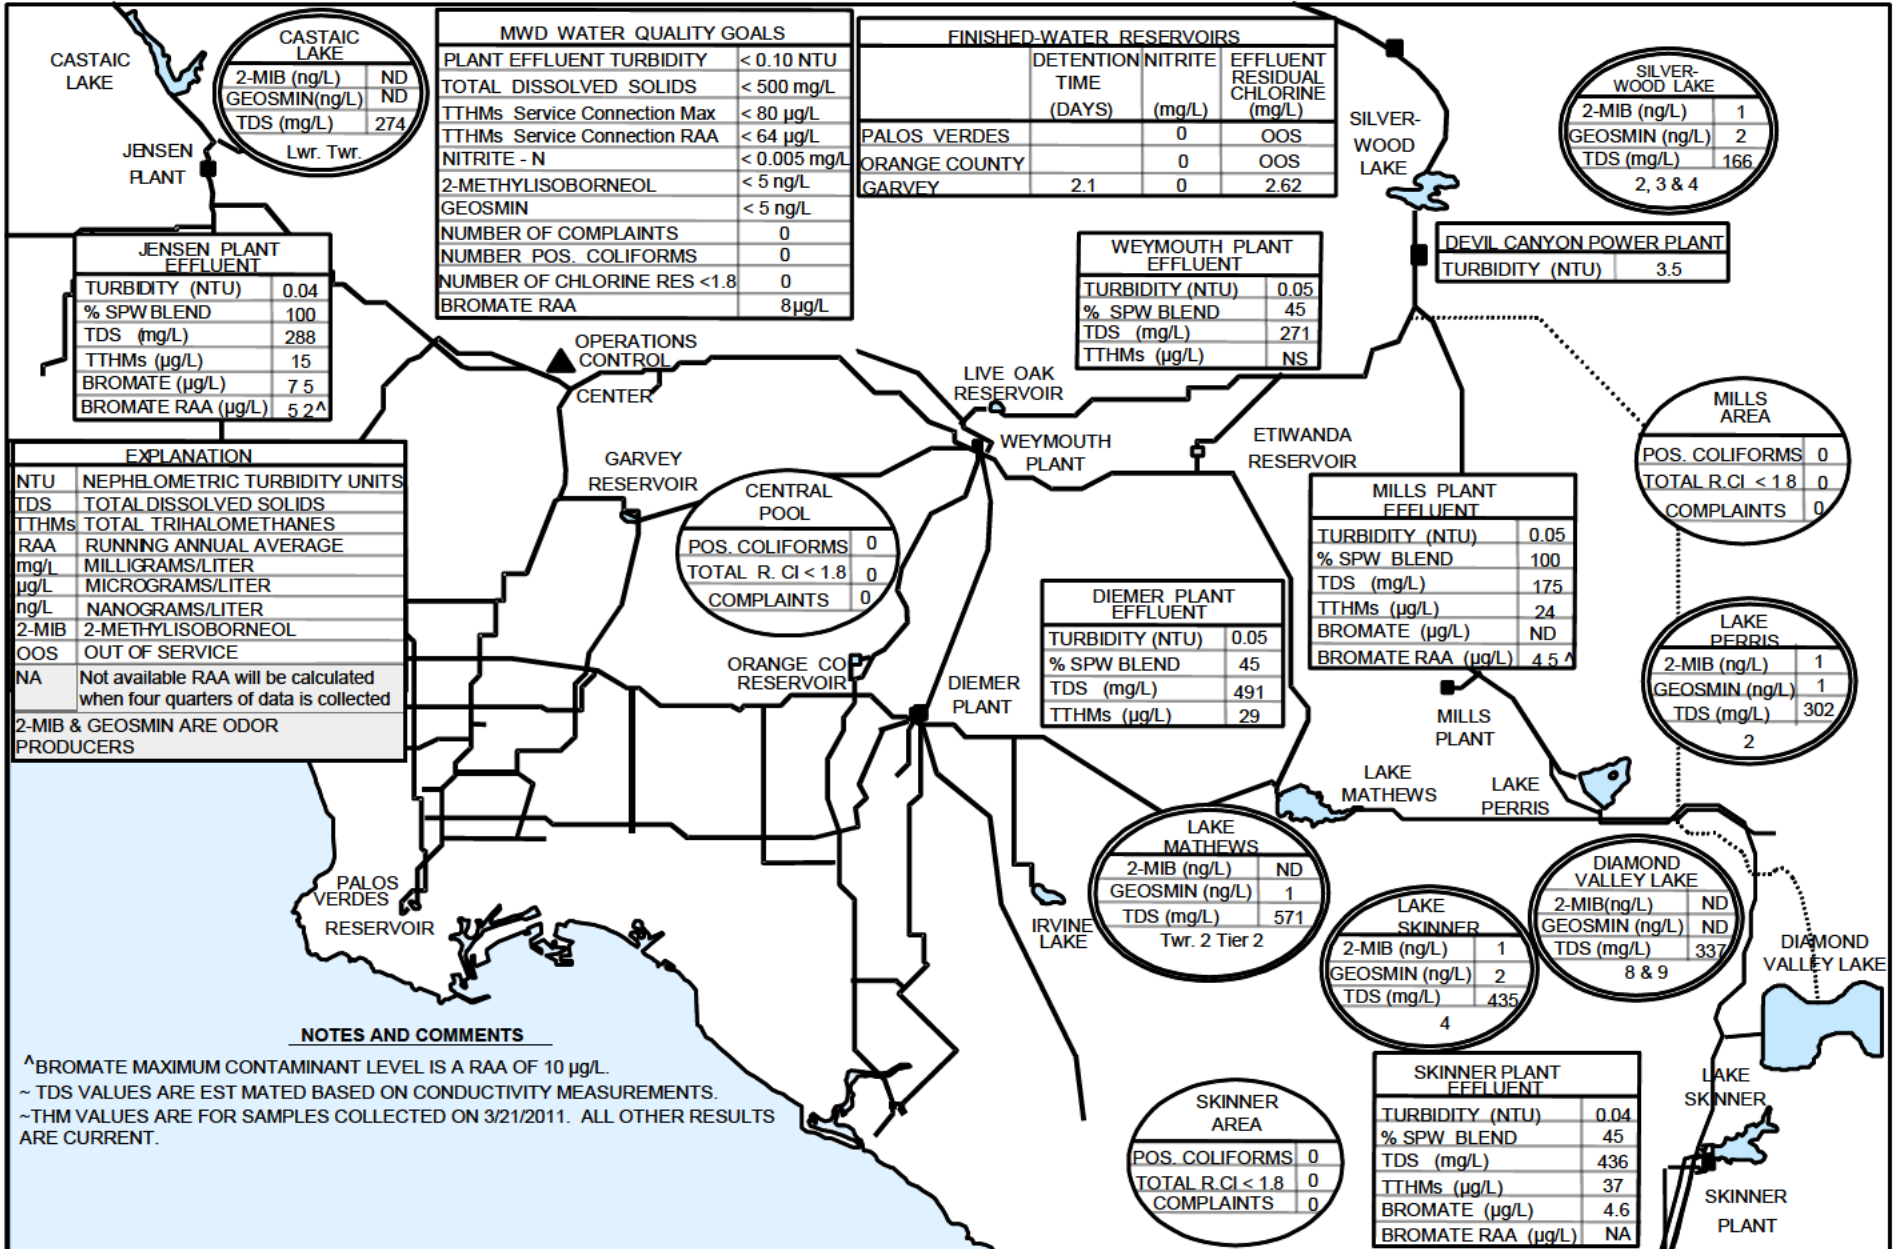 CASTAIC
LAKE
CASTAIC
LAKE
2-MIB (ng/L) ND
GEOSMIN(ng/L) ND
TDS (mg/L) 274
Lwr. Twr.
JENSEN
PLANT
MWD WATER QUALITY GOALS
PLANT EFFLUENT TURBIDITY < 0.10 NTU
TOTAL DISSOLVED SOLIDS < 500 mg/L
TTHMs Service Connection Max < 80 µg/L
TTHMs Service Connection RAA < 64 µg/L
NITRITE - N < 0.005 mg/L
2-METHYLISOBORNEOL < 5 ng/L
GEOSMIN < 5 ng/L
NUMBER OF COMPLAINTS 0
NUMBER POS. COLIFORMS 0
NUMBER OF CHLORINE RES <1.8 0
BROMATE RAA 8µg/L
FINISHED-WATER RESERVOIRS
DETENTION NITRITE EFFLUENT
RESIDUAL
TIME CHLORINE
(DAYS) (mg/L) (mg/L)
PALOS VERDES 0 OOS
ORANGE COUNTY 0 OOS
GARVEY 2.1 0 2.62
SILVER-
WOOD
LAKE
SILVER-
WOOD LAKE
2-MIB (ng/L) 1
GEOSMIN (ng/L) 2
TDS (mg/L) 166
2, 3 & 4
DEVIL CANYON POWER PLANT
TURBIDITY (NTU) 3.5
JENSEN PLANT
EFFLUENT
TURBIDITY (NTU) 0.04
% SPW BLEND 100
TDS (mg/L) 288
TTHMs (µg/L) 15
BROMATE (µg/L) 7 5
BROMATE RAA (µg/L) 5 2^
WEYMOUTH PLANT
EFFLUENT
TURBIDITY (NTU) 0.05
% SPW BLEND 45
TDS (mg/L) 271
TTHMs (µg/L) NS
OPERATIONS
CONTROL
CENTER
LIVE OAK
RESERVOIR
WEYMOUTH
PLANT
ETIWANDA
RESERVOIR
GARVEY
RESERVOIR
MILLS
AREA
POS. COLIFORMS 0
TOTAL R.Cl < 1 8 0
COMPLAINTS 0
EXPLANATION
NTU NEPHELOMETRIC TURBIDITY UNITS
TDS TOTAL DISSOLVED SOLIDS
TTHMs TOTAL TRIHALOMETHANES
RAA RUNNING ANNUAL AVERAGE
mg/L MILLIGRAMS/LITER
µg/L MICROGRAMS/LITER
ng/L NANOGRAMS/LITER
2-MIB 2-METHYLISOBORNEOL
OOS OUT OF SERVICE
NA Not available RAA will be calculated
when four quarters of data is collected
2-MIB & GEOSMIN ARE ODOR
PRODUCERS
CENTRAL
POOL
POS. COLIFORMS 0
TOTAL R. Cl < 1.8 0
COMPLAINTS 0
MILLS PLANT
EFFLUENT
TURBIDITY (NTU) 0.05
% SPW BLEND 100
TDS (mg/L) 175
TTHMs (µg/L) 24
BROMATE (µg/L) ND
BROMATE RAA (µg/L) 4 5 ^
DIEMER PLANT
EFFLUENT
TURBIDITY (NTU) 0.05
% SPW BLEND 45
TDS (mg/L) 491
TTHMs (µg/L) 29
LAKE
PERRIS
2-MIB (ng/L) 1
GEOSMIN (ng/L) 1
TDS (mg/L) 302
2
ORANGE CO
RESERVOIR
DIEMER
PLANT
MILLS
PLANT
LAKE
MATHEWS
LAKE
PERRIS
LAKE
MATHEWS
2-MIB (ng/L) ND
GEOSMIN (ng/L) 1
TDS (mg/L) 571
Twr. 2 Tier 2
DIAMOND
VALLEY LAKE
2-MIB(ng/L) ND
GEOSMIN (ng/L) ND
TDS (mg/L) 337
8 & 9
LAKE
SKINNER
2-MIB (ng/L) 1
GEOSMIN (ng/L) 2
TDS (mg/L) 435
4
PALOS
VERDES
RESERVOIR
IRVINE
LAKE
DIAMOND
VALLEY LAKE
NOTES AND COMMENTS
^BROMATE MAXIMUM CONTAMINANT LEVEL IS A RAA OF 10 µg/L.
~ TDS VALUES ARE EST MATED BASED ON CONDUCTIVITY MEASUREMENTS.
~THM VALUES ARE FOR SAMPLES COLLECTED ON 3/21/2011. ALL OTHER RESULTS
ARE CURRENT.
SKINNER
AREA
POS. COLIFORMS 0
TOTAL R.Cl < 1.8 0
COMPLAINTS 0
SKINNER PLANT
EFFLUENT
TURBIDITY (NTU) 0.04
% SPW BLEND 45
TDS (mg/L) 436
TTHMs (µg/L) 37
BROMATE (µg/L) 4.6
BROMATE RAA (µg/L) NA
LAKE
SKINNER
SKINNER
PLANT